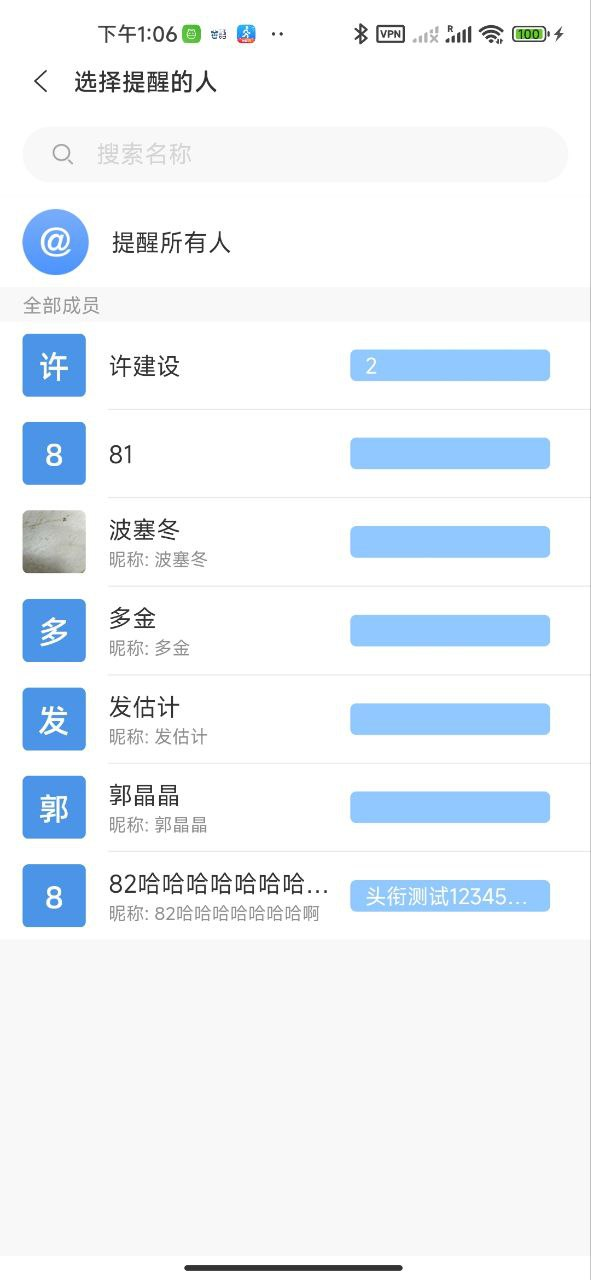 下午1:06
VPN
R
100
选择提醒的人
搜索名称
@
提醒所有人
全部成员
许
许建设
2
8
81
波塞冬
昵称: 波塞冬
多
多金
昵称: 多金
发
发估计
昵称: 发估计
郭
郭晶晶
昵称: 郭晶晶
8
82哈哈哈哈哈哈哈...
头衔测试12345...
昵称: 82哈哈哈哈哈哈哈啊